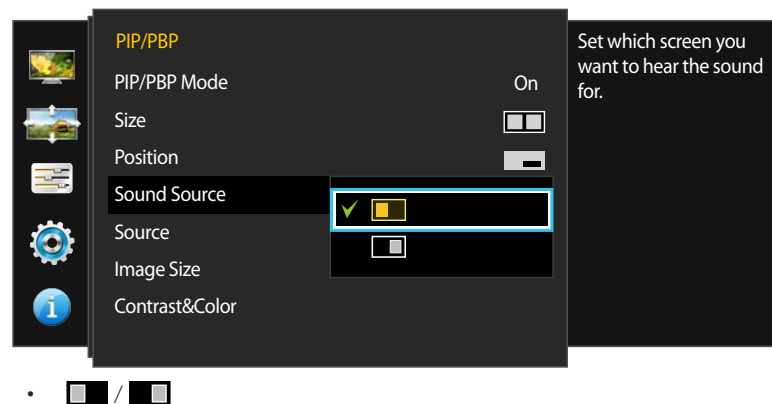 PIP/PBP
PIP/PBP Mode On
Size
Position
Sound Source
Source
Image Size
Contrast&Color
Set which screen you
want to hear the sound
for.
i
• /